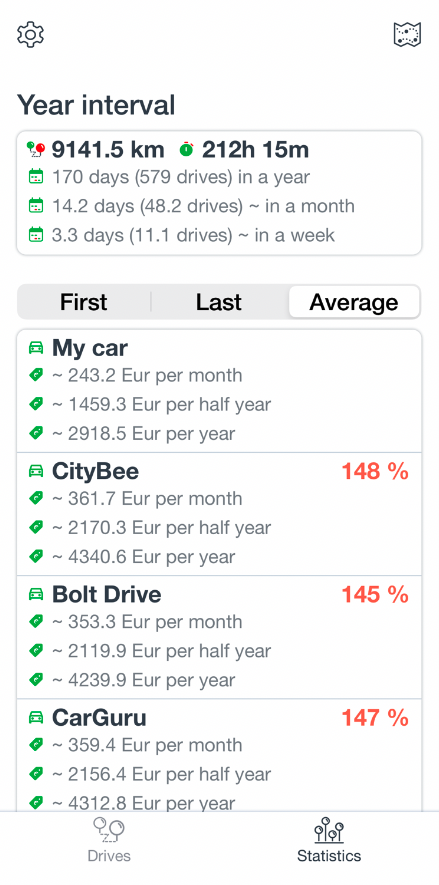 Year interval
9141.5 km 212h 15m
170 days (579 drives) in a year
14.2 days (48.2 drives) ~ in a month
3.3 days (11.1 drives) ~ in a week
First Last Average
My car
~ 243.2 Eur per month
~ 1459.3 Eur per half year
~ 2918.5 Eur per year
CityBee 148 %
~ 361.7 Eur per month
~ 2170.3 Eur per half year
~ 4340.6 Eur per year
Bolt Drive 145 %
~ 353.3 Eur per month
~ 2119.9 Eur per half year
~ 4239.9 Eur per year
CarGuru 147 %
~ 359.4 Eur per month
~ 2156.4 Eur per half year
~ 4312.8 Eur per year
Drives Statistics